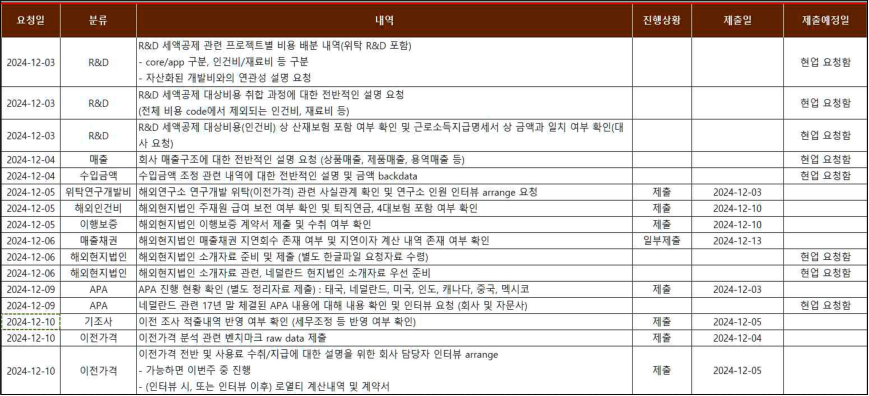 요청일 분류 내역 진행상황 제출일 제출예정일
R&D 세액공제 관련 프로젝트별 비용 배분 내역(위탁 R&D 포함)
2024-12-03 R&D - core/app 구분, 인건비/재료비 등 구분 현업 요청함
- 자산화된 개발비와의 연관성 설명 요청
R&D 세액공제 대상비용 취합 과정에 대한 전반적인 설명 요청
2024-12-03 R&D 현업 요청함
(전체 비용 code에서 제외되는 인건비, 재료비 등)
R&D 세액공제 대상비용(인건비) 상 산재보험 포함 여부 확인 및 근로소득지급명세서 상 금액과 일치 여부 확인(대
2024-12-03 R&D 현업 요청함
사 요청)
2024-12-04 매출 회사 매출구조에 대한 전반적인 설명 요청 (상품매출, 제품매출, 용역매출 등) 현업 요청함
2024-12-04 수입금액 수입금액 조정 관련 내역에 대한 전반적인 설명 및 금액 backdata 현업 요청함
2024-12-05 위탁연구개발비 해외연구소 연구개발 위탁(이전가격) 관련 사실관계 확인 및 연구소 인원 인터뷰 arrange 요청 제출 2024-12-03
2024-12-05 해외인건비 해외현지법인 주재원 급여 보전 여부 확인 및 퇴직연금, 4대보험 포함 여부 확인 제출 2024-12-10
2024-12-05 이행보증 해외현지법인 이행보증 계약서 제출 및 수취 여부 확인 제출 2024-12-10
2024-12-06 매출채권 해외현지법인 매출채권 지연회수 존재 여부 및 지연이자 계산 내역 존재 여부 확인 일부제출 2024-12-13
2024-12-06 해외현지법인 해외현지법인 소개자료 준비 및 제출 (별도 한글파일 요청자료 수령) 현업 요청함
2024-12-06 해외현지법인 해외현지법인 소개자료 관련, 네덜란드 현지법인 소개자료 우선 준비 현업 요청함
2024-12-09 APA APA 진행 현황 확인 (별도 정리자료 제출) : 태국, 네덜란드, 미국, 인도, 캐나다, 중국, 멕시코 제출 2024-12-03
2024-12-09 APA 네덜란드 관련 17년 말 체결된 APA 내용에 대해 내용 확인 및 인터뷰 요청 (회사 및 자문사) 현업 요청함
2024-12-10 기조사 이전 조사 적출내역 반영 여부 확인 (세무조정 등 반영 여부 확인) 제출 2024-12-05
2024-12-10 이전가격 이전가격 분석 관련 벤치마크 raw data 제출 제출 2024-12-04
이전가격 전반 및 사용료 수취/지급에 대한 설명을 위한 회사 담당자 인터뷰 arrange
2024-12-10 이전가격 - 가능하면 이번주 중 진행 제출 2024-12-05
- (인터뷰 시, 또는 인터뷰 이후) 로열티 계산내역 및 계약서